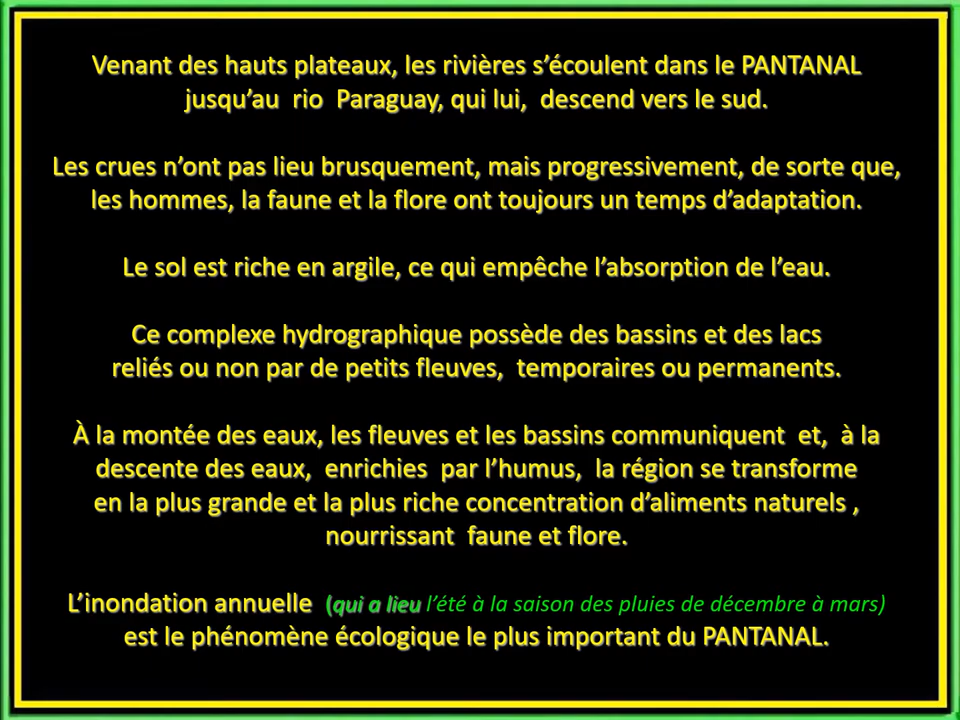 Venant des hauts plateaux, les rivières s’écoulent dans le PANTANAL
jusqu’au rio Paraguay, qui lui, descend vers le sud.
Les crues n’ont pas lieu brusquement, mais progressivement, de sorte que,
les hommes, la faune et la flore ont toujours un temps d’adaptation.
Le sol est riche en argile, ce qui empêche l’absorption de l’eau.
Ce complexe hydrographique possède des bassins et des lacs
reliés ou non par de petits fleuves, temporaires ou permanents.
À la montée des eaux, les fleuves et les bassins communiquent et, à la
descente des eaux, enrichies par l’humus, la région se transforme
en la plus grande et la plus riche concentration d’aliments naturels ,
nourrissant faune et flore.
L’inondation annuelle (qui a lieu l’été à la saison des pluies de décembre à mars)
est le phénomène écologique le plus important du PANTANAL.